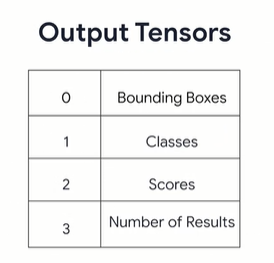 Output Tensors
0 Bounding Boxes
1 Classes
2 Scores
3 Number of Results